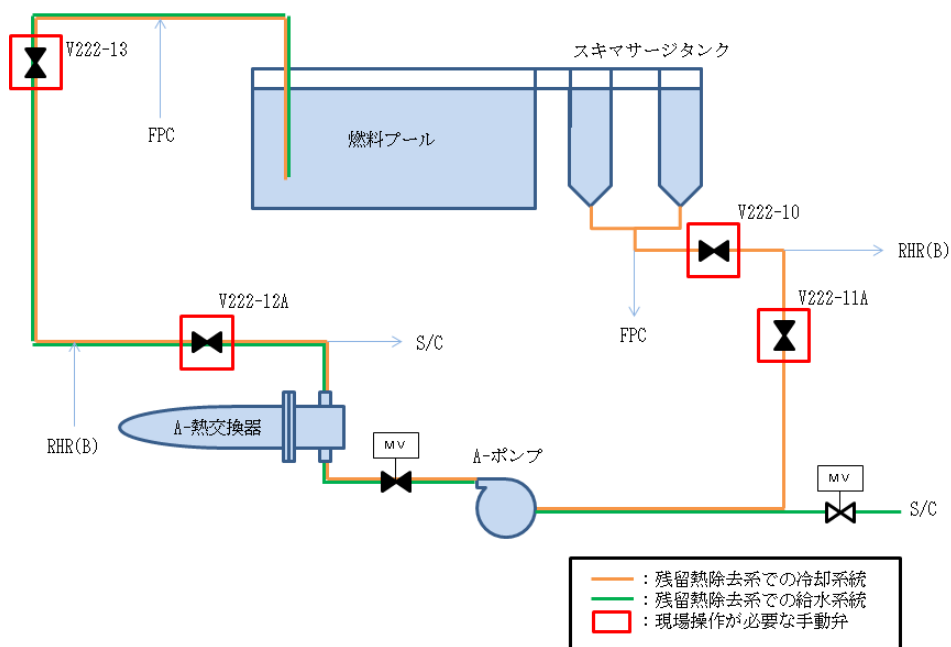 V222-13
スキマサージタンク
FPC
燃料プール
V222-10
RHR(B)
V222-12A
V222-11A
S/C
FPC
A-熱交換器
RHR(B)
MV
A-ポンプ
MV
S/C
：残留熱除去系での冷却系統
：残留熱除去系での給水系統
：現場操作が必要な手動弁